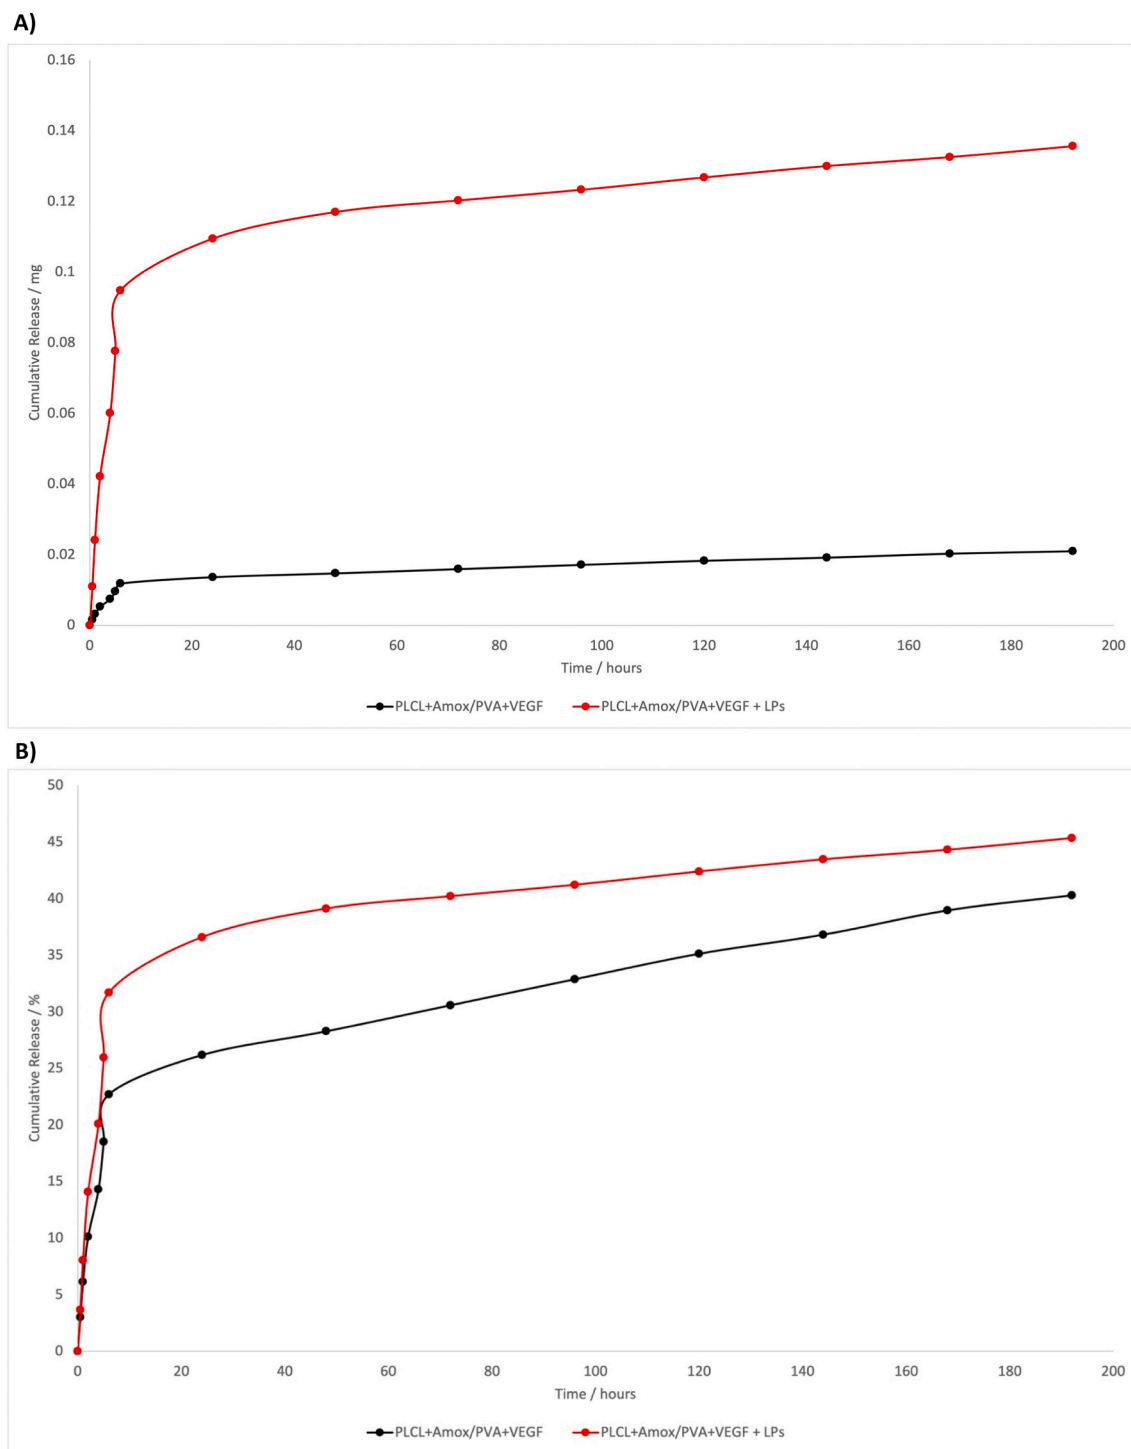 A)
0.16
0.14
0.12
0.1
0.08
0.06
0.04
0.02
0
Cumulative Release / mg
0 20 40 60 80 100 120 140 160 180 200
Time / hours
PLCL+Amox/PVA+VEGF PLCL+Amox/PVA+VEGF + LPs
B)
50
45
40
35
30
25
20
15
10
5
0
Cumulative Release / %
0 20 40 60 80 100 120 140 160 180 200
Time / hours
PLCL+Amox/PVA+VEGF PLCL+Amox/PVA+VEGF + LPs